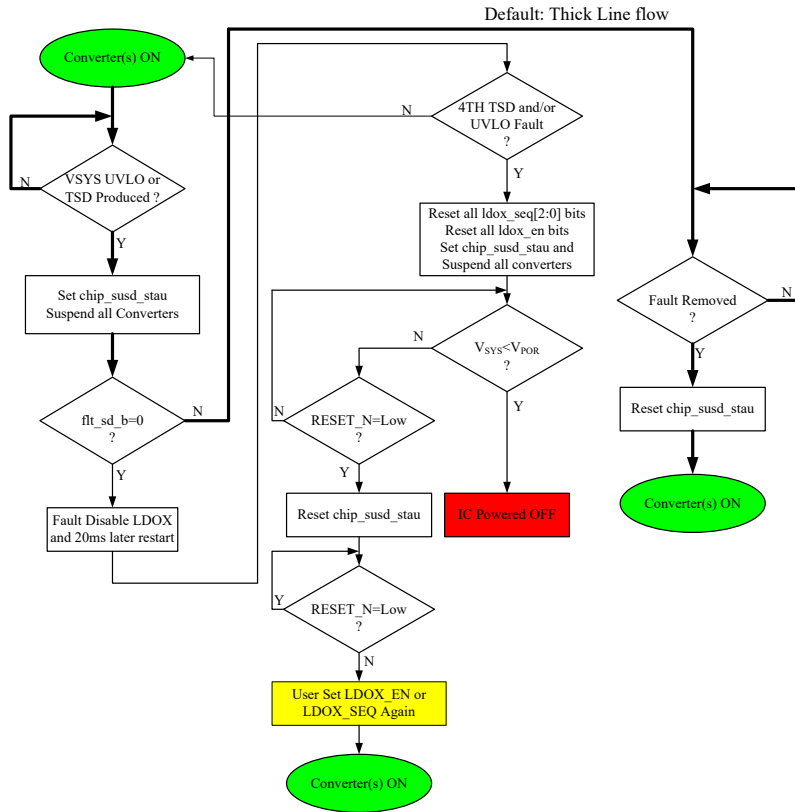 Default: Thick Line flow
Converter(s) ON
N
VSYS UVLO or
TSD Produced ?
Y
Set chip_susd_stau
Suspend all Converters
flt_sd_b=0
?
N
Y
Fault Disable LDOX
and 20ms later restart
4TH TSD and/or
UVLO Fault
?
N
Y
Reset all ldox_seq[2:0] bits
Reset all ldox_en bits
Set chip_susd_stau and
Suspend all converters
VSYS<VPOR
?
N
Y
IC Powered OFF
RESET_N=Low
?
N
Y
Reset chip_susd_stau
RESET_N=Low
?
Y
N
User Set LDOX_EN or
LDOX_SEQ Again
Converter(s) ON
Fault Removed
?
N
Y
Reset chip_susd_stau
Converter(s) ON